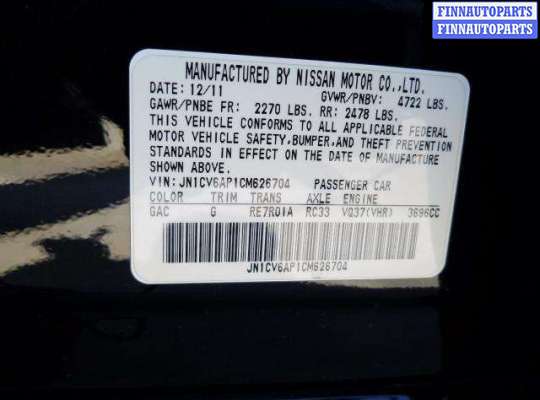 FINNAUTOPARTS
FINNAUTOPARTS
MANUFACTURED BY NISSAN MOTOR CO.,LTD.
DATE: 12/11 GVWR/PNBV: 4722 LBS.
GAWR/PNBE FR: 2270 LBS. RR: 2478 LBS.
THIS VEHICLE CONFORMS TO ALL APPLICABLE FEDERAL
MOTOR VEHICLE SAFETY,BUMPER,AND THEFT PREVENTION
STANDARDS IN EFFECT ON THE DATE OF MANUFACTURE
SHOWN ABOVE.
VIN: JN1CV6AP1CM626704 PASSENGER CAR
COLOR TRIM TRANS AXLE ENGINE
GAC G RE7R01A RC33 VQ37(VHR) 3696CC
JN1CV6AP1CM626704
FINNAUTOPARTS
FINNAUTOPARTS